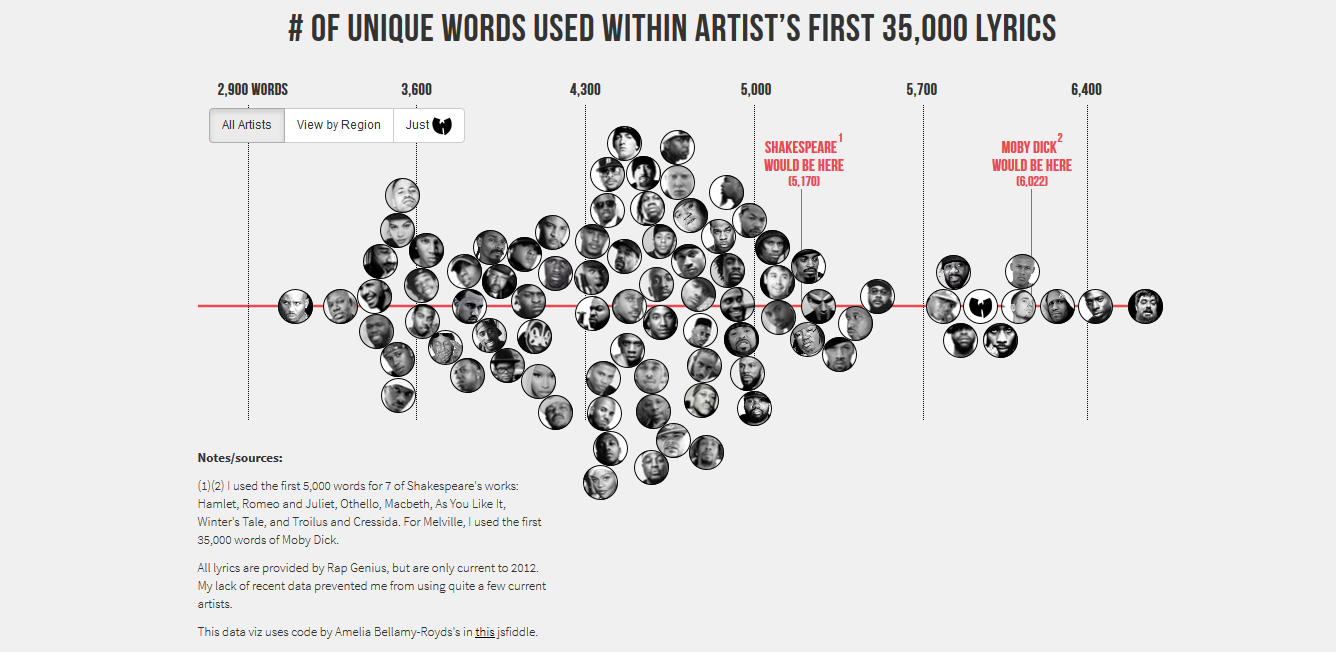 # OF UNIQUE WORDS USED WITHIN ARTIST'S FIRST 35,000 LYRICS
2,900 WORDS 3,600 4,300 5,000 5,700 6,400
All Artists View by Region Just
SHAKESPEARE1
WOULD BE HERE
(5,170)
MOBY DICK2
WOULD BE HERE
(6,022)
Notes/sources:
(1)(2) I used the first 5,000 words for 7 of Shakespeare's works:
Hamlet, Romeo and Juliet, Othello, Macbeth, As You Like It,
Winter's Tale, and Troilus and Cressida. For Melville, I used the first
35,000 words of Moby Dick.
All lyrics are provided by Rap Genius, but are only current to 2012.
My lack of recent data prevented me from using quite a few current
artists.
This data viz uses code by Amelia Bellamy-Royds's in this jsfiddle.